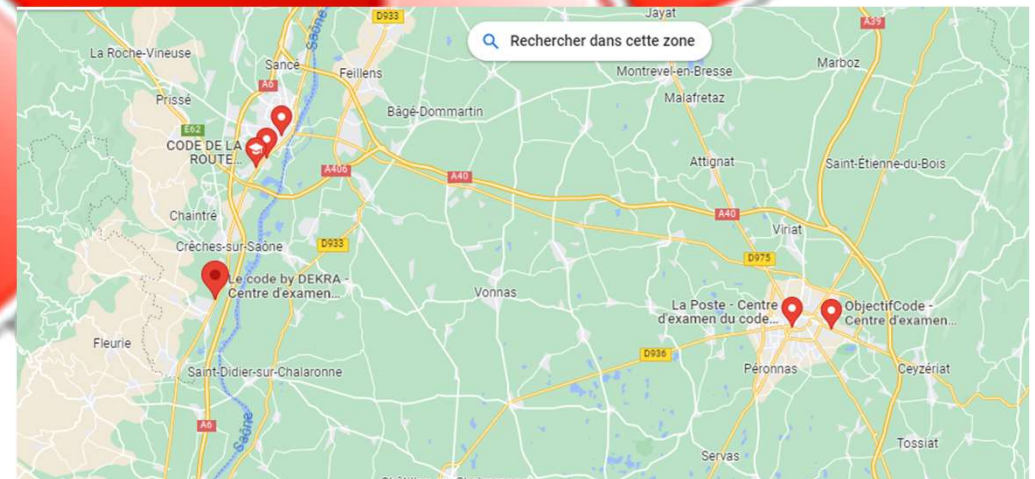 D933
Jayat
A39
Rechercher dans cette zone
La Roche-Vineuse
Saône
Sancé
Feillens
Marboz
Montrevel-en-Bresse
A6
Prissé
Malafretaz
Bâgé-Dommartin
E62
CODE DE LA
ROUTE...
Attignat
Saint-Étienne-du-Bois
A406
A40
Chaintré
A40
Viriat
Crêches-sur-Saône
D933
D975
Le code by DEKRA -
Centre d'examen...
Vonnas
La Poste - Centre
d'examen du code...
ObjectifCode -
Centre d'examen...
Fleurie
D936
Saint-Didier-sur-Chalaronne
Péronnas
Ceyzériat
A6
Saône
Tossiat
Servas